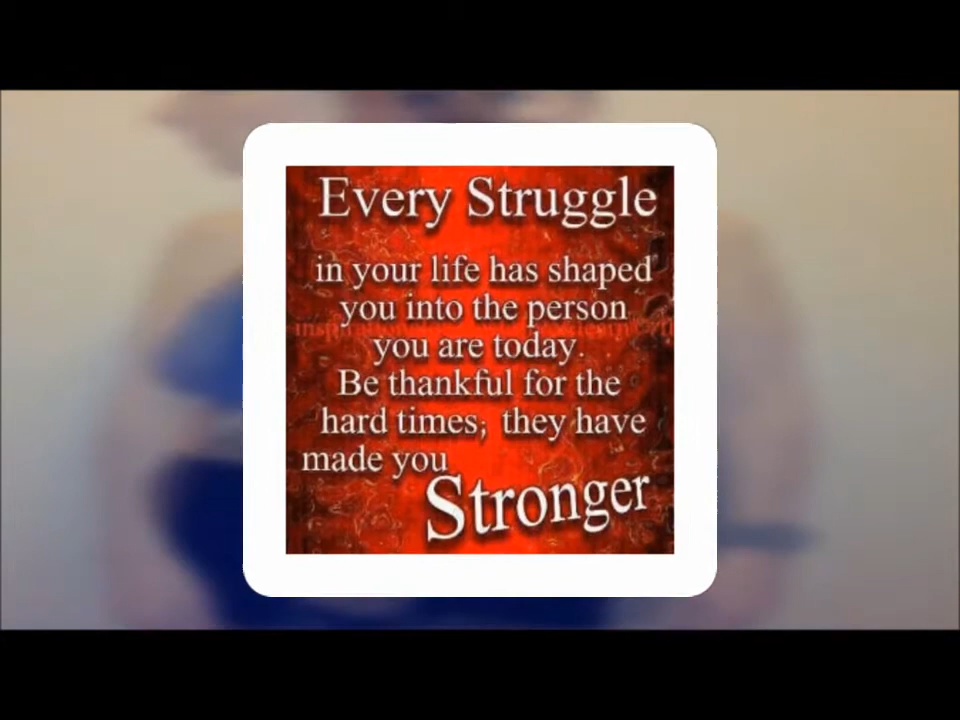 Every Struggle
in your life has shaped
you into the person
you are today.
Be thankful for the
hard times; they have
made you
Stronger